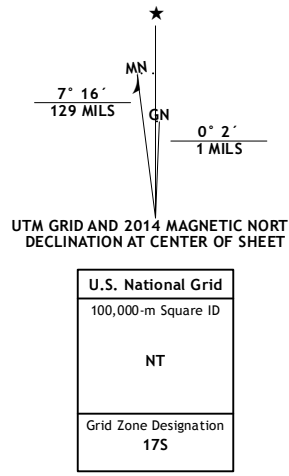 ★
MN
7° 16´
129 MILS
GN
0° 2´
1 MILS
UTM GRID AND 2014 MAGNETIC NORT
DECLINATION AT CENTER OF SHEET
U.S. National Grid
100,000-m Square ID
NT
Grid Zone Designation
17S